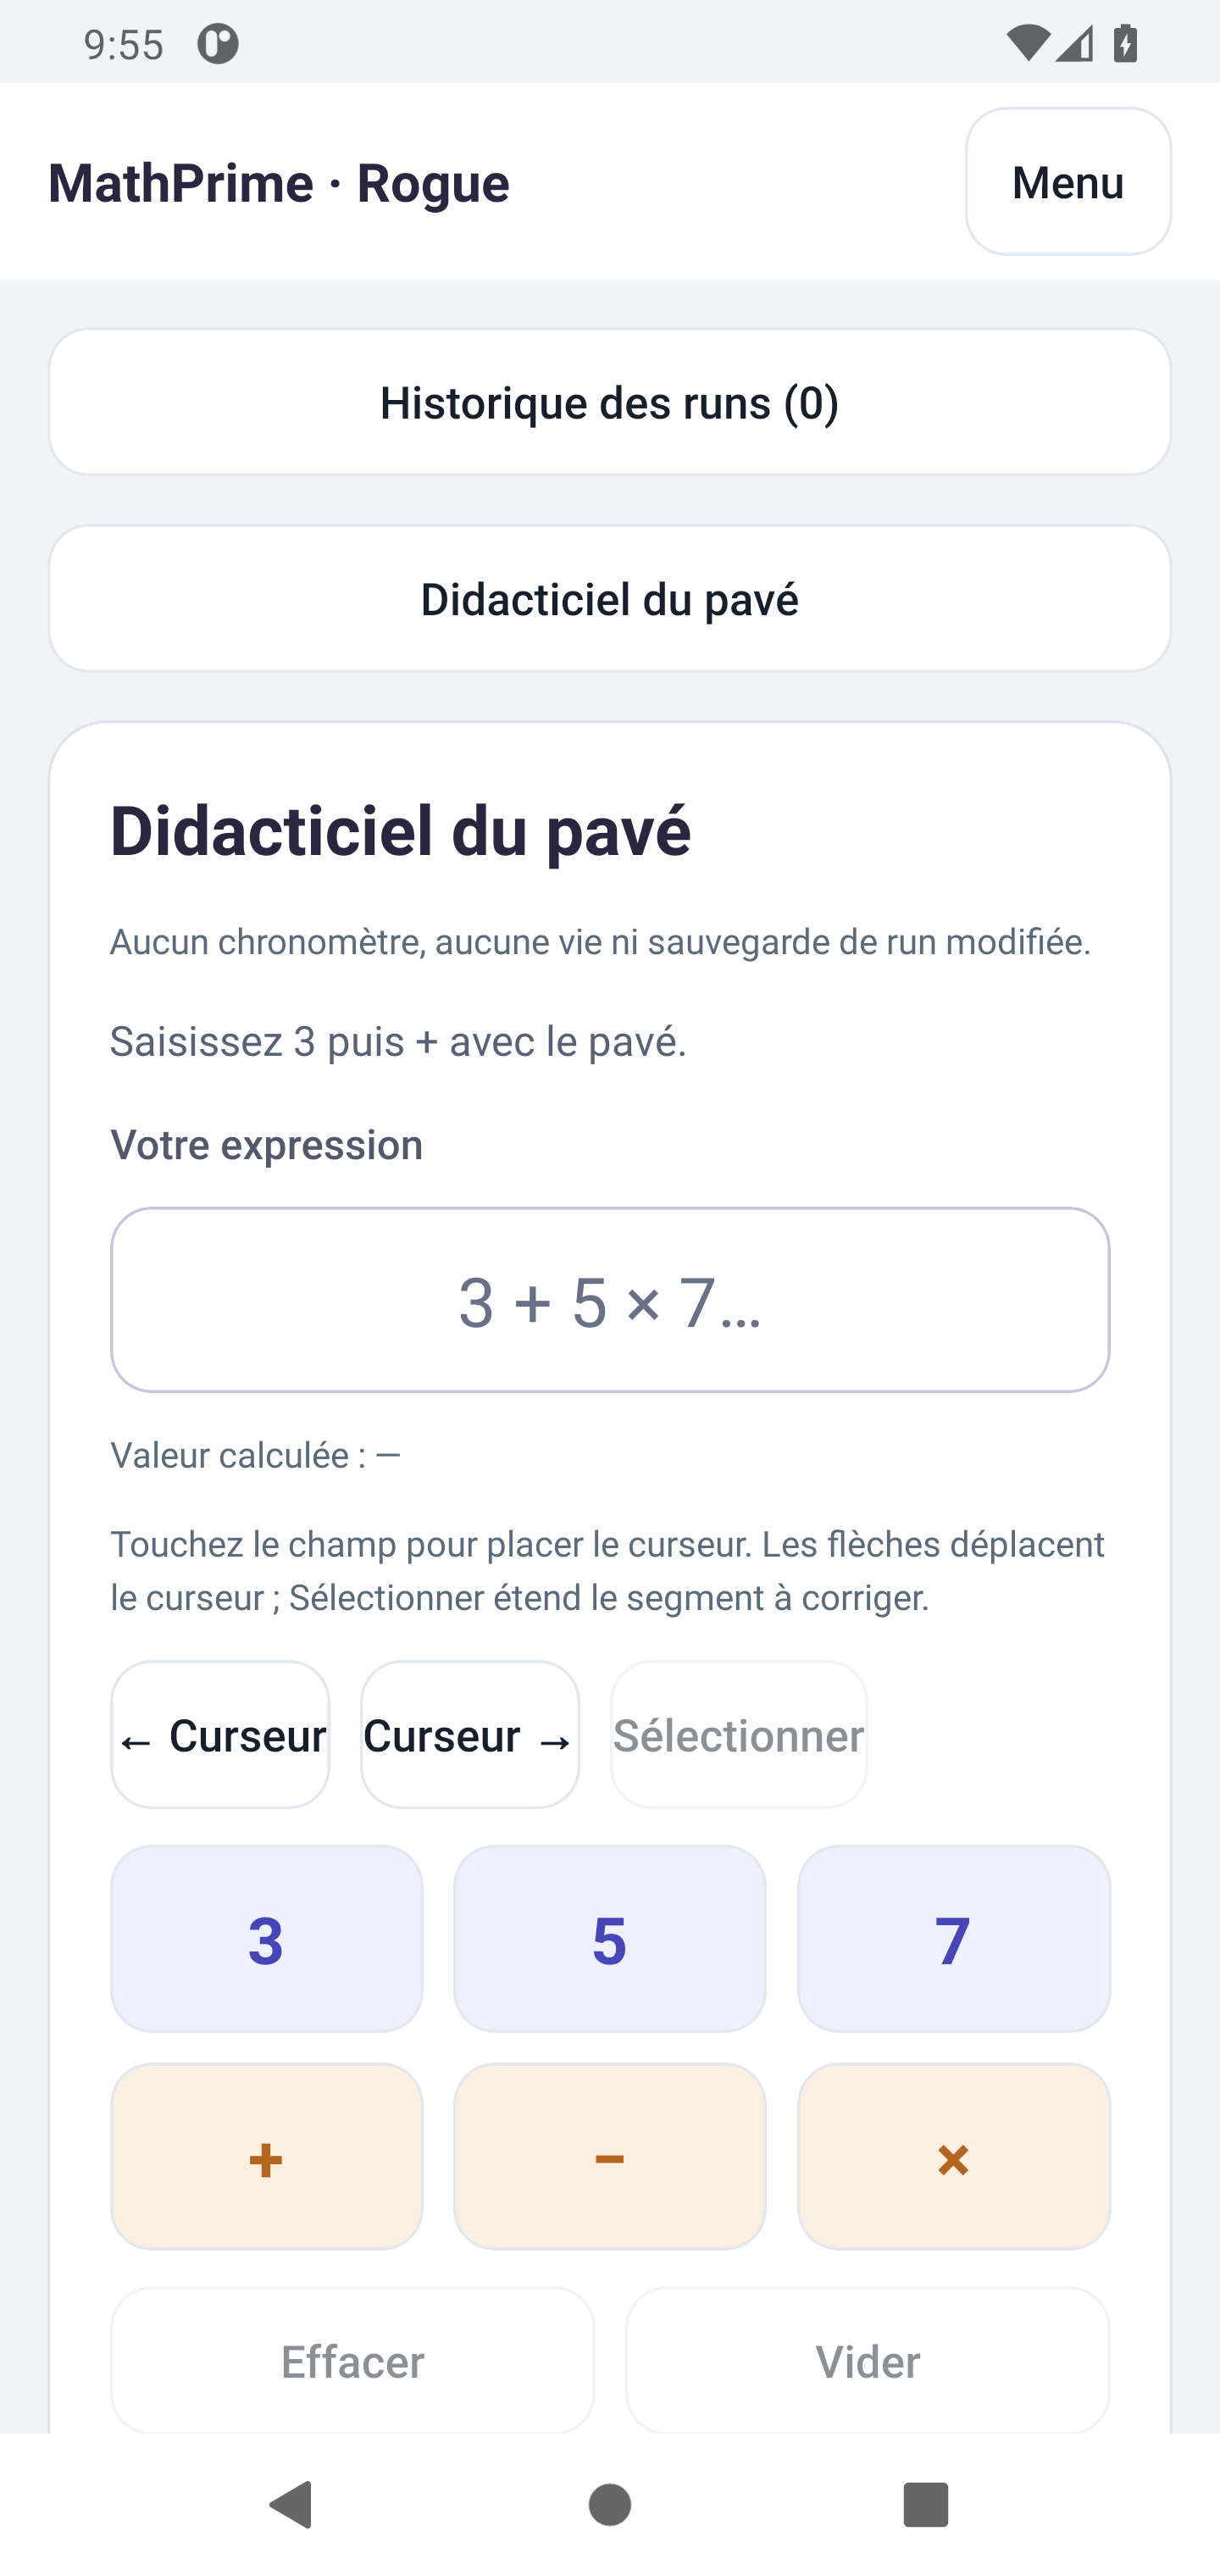 9:55
MathPrime · Rogue
Menu
Historique des runs (0)
Didacticiel du pavé
Didacticiel du pavé
Aucun chronomètre, aucune vie ni sauvegarde de run modifiée.
Saisissez 3 puis + avec le pavé.
Votre expression
3 + 5 × 7…
Valeur calculée : —
Touchez le champ pour placer le curseur. Les flèches déplacent
le curseur ; Sélectionner étend le segment à corriger.
← Curseur Curseur → Sélectionner
3 5 7
+ − ×
Effacer Vider